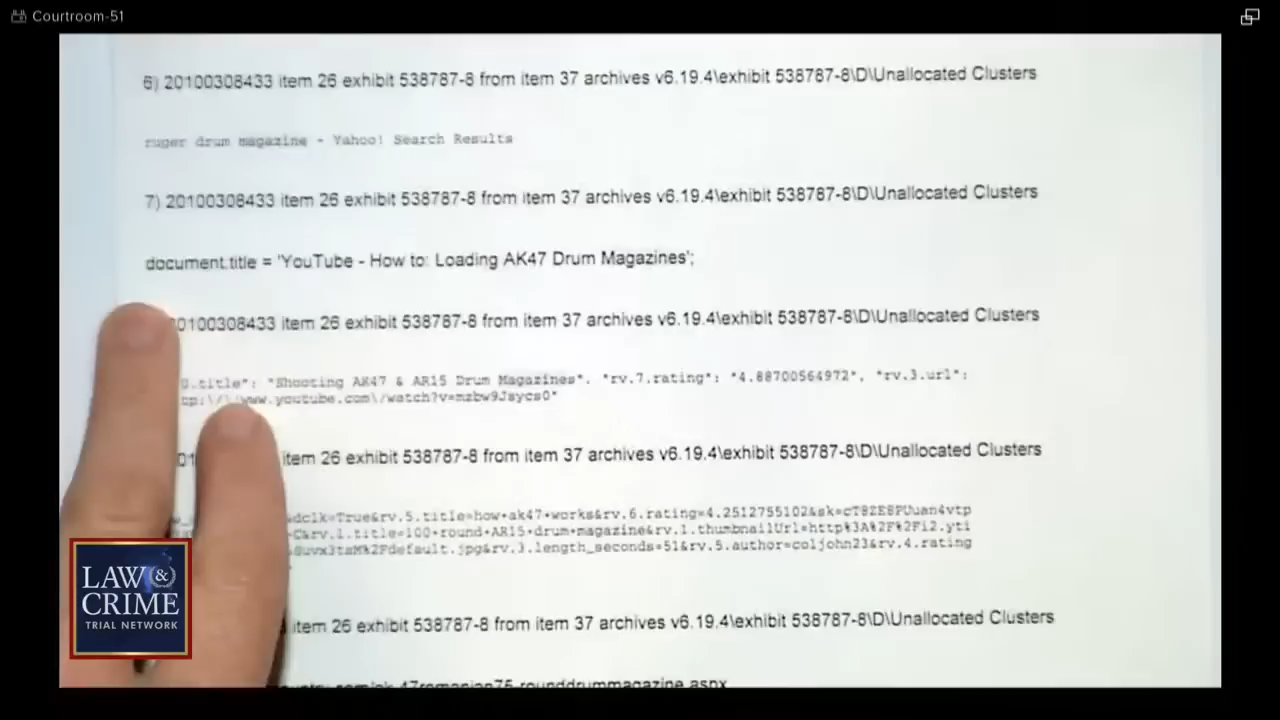 Courtroom-51
6) 20100308433 item 26 exhibit 538787-8 from item 37 archives v6.19.4\exhibit 538787-8\D\Unallocated Clusters
ruger drum magazine - Yahoo! Search Results
7) 20100308433 item 26 exhibit 538787-8 from item 37 archives v6.19.4\exhibit 538787-8\D\Unallocated Clusters
document.title = 'YouTube - How to: Loading AK47 Drum Magazines';
0100308433 item 26 exhibit 538787-8 from item 37 archives v6.19.4\exhibit 538787-8\D\Unallocated Clusters
.title": "Shooting AK47 & AR15 Drum Magazines", "rv.7.rating": "4.88700564972", "rv.3.url":
www.youtube.com\/watch?v=mzbw9Jsycs0"
item 26 exhibit 538787-8 from item 37 archives v6.19.4\exhibit 538787-8\D\Unallocated Clusters
dclk=True&rv.5.title=how+ak47+works&rv.6.rating=4.2512755102&sk=cT8ZE8PUuan4vtp
C&rv.1.title=100+round+AR15+drum+magazine&rv.1.thumbnailUrl=http%3A%2F%2Fi2.yti
%2Fdefault.jpg&rv.3.length_seconds=51&rv.5.author=coljohn23&rv.4.rating
item 26 exhibit 538787-8 from item 37 archives v6.19.4\exhibit 538787-8\D\Unallocated Clusters
LAW &
CRIME
TRIAL NETWORK